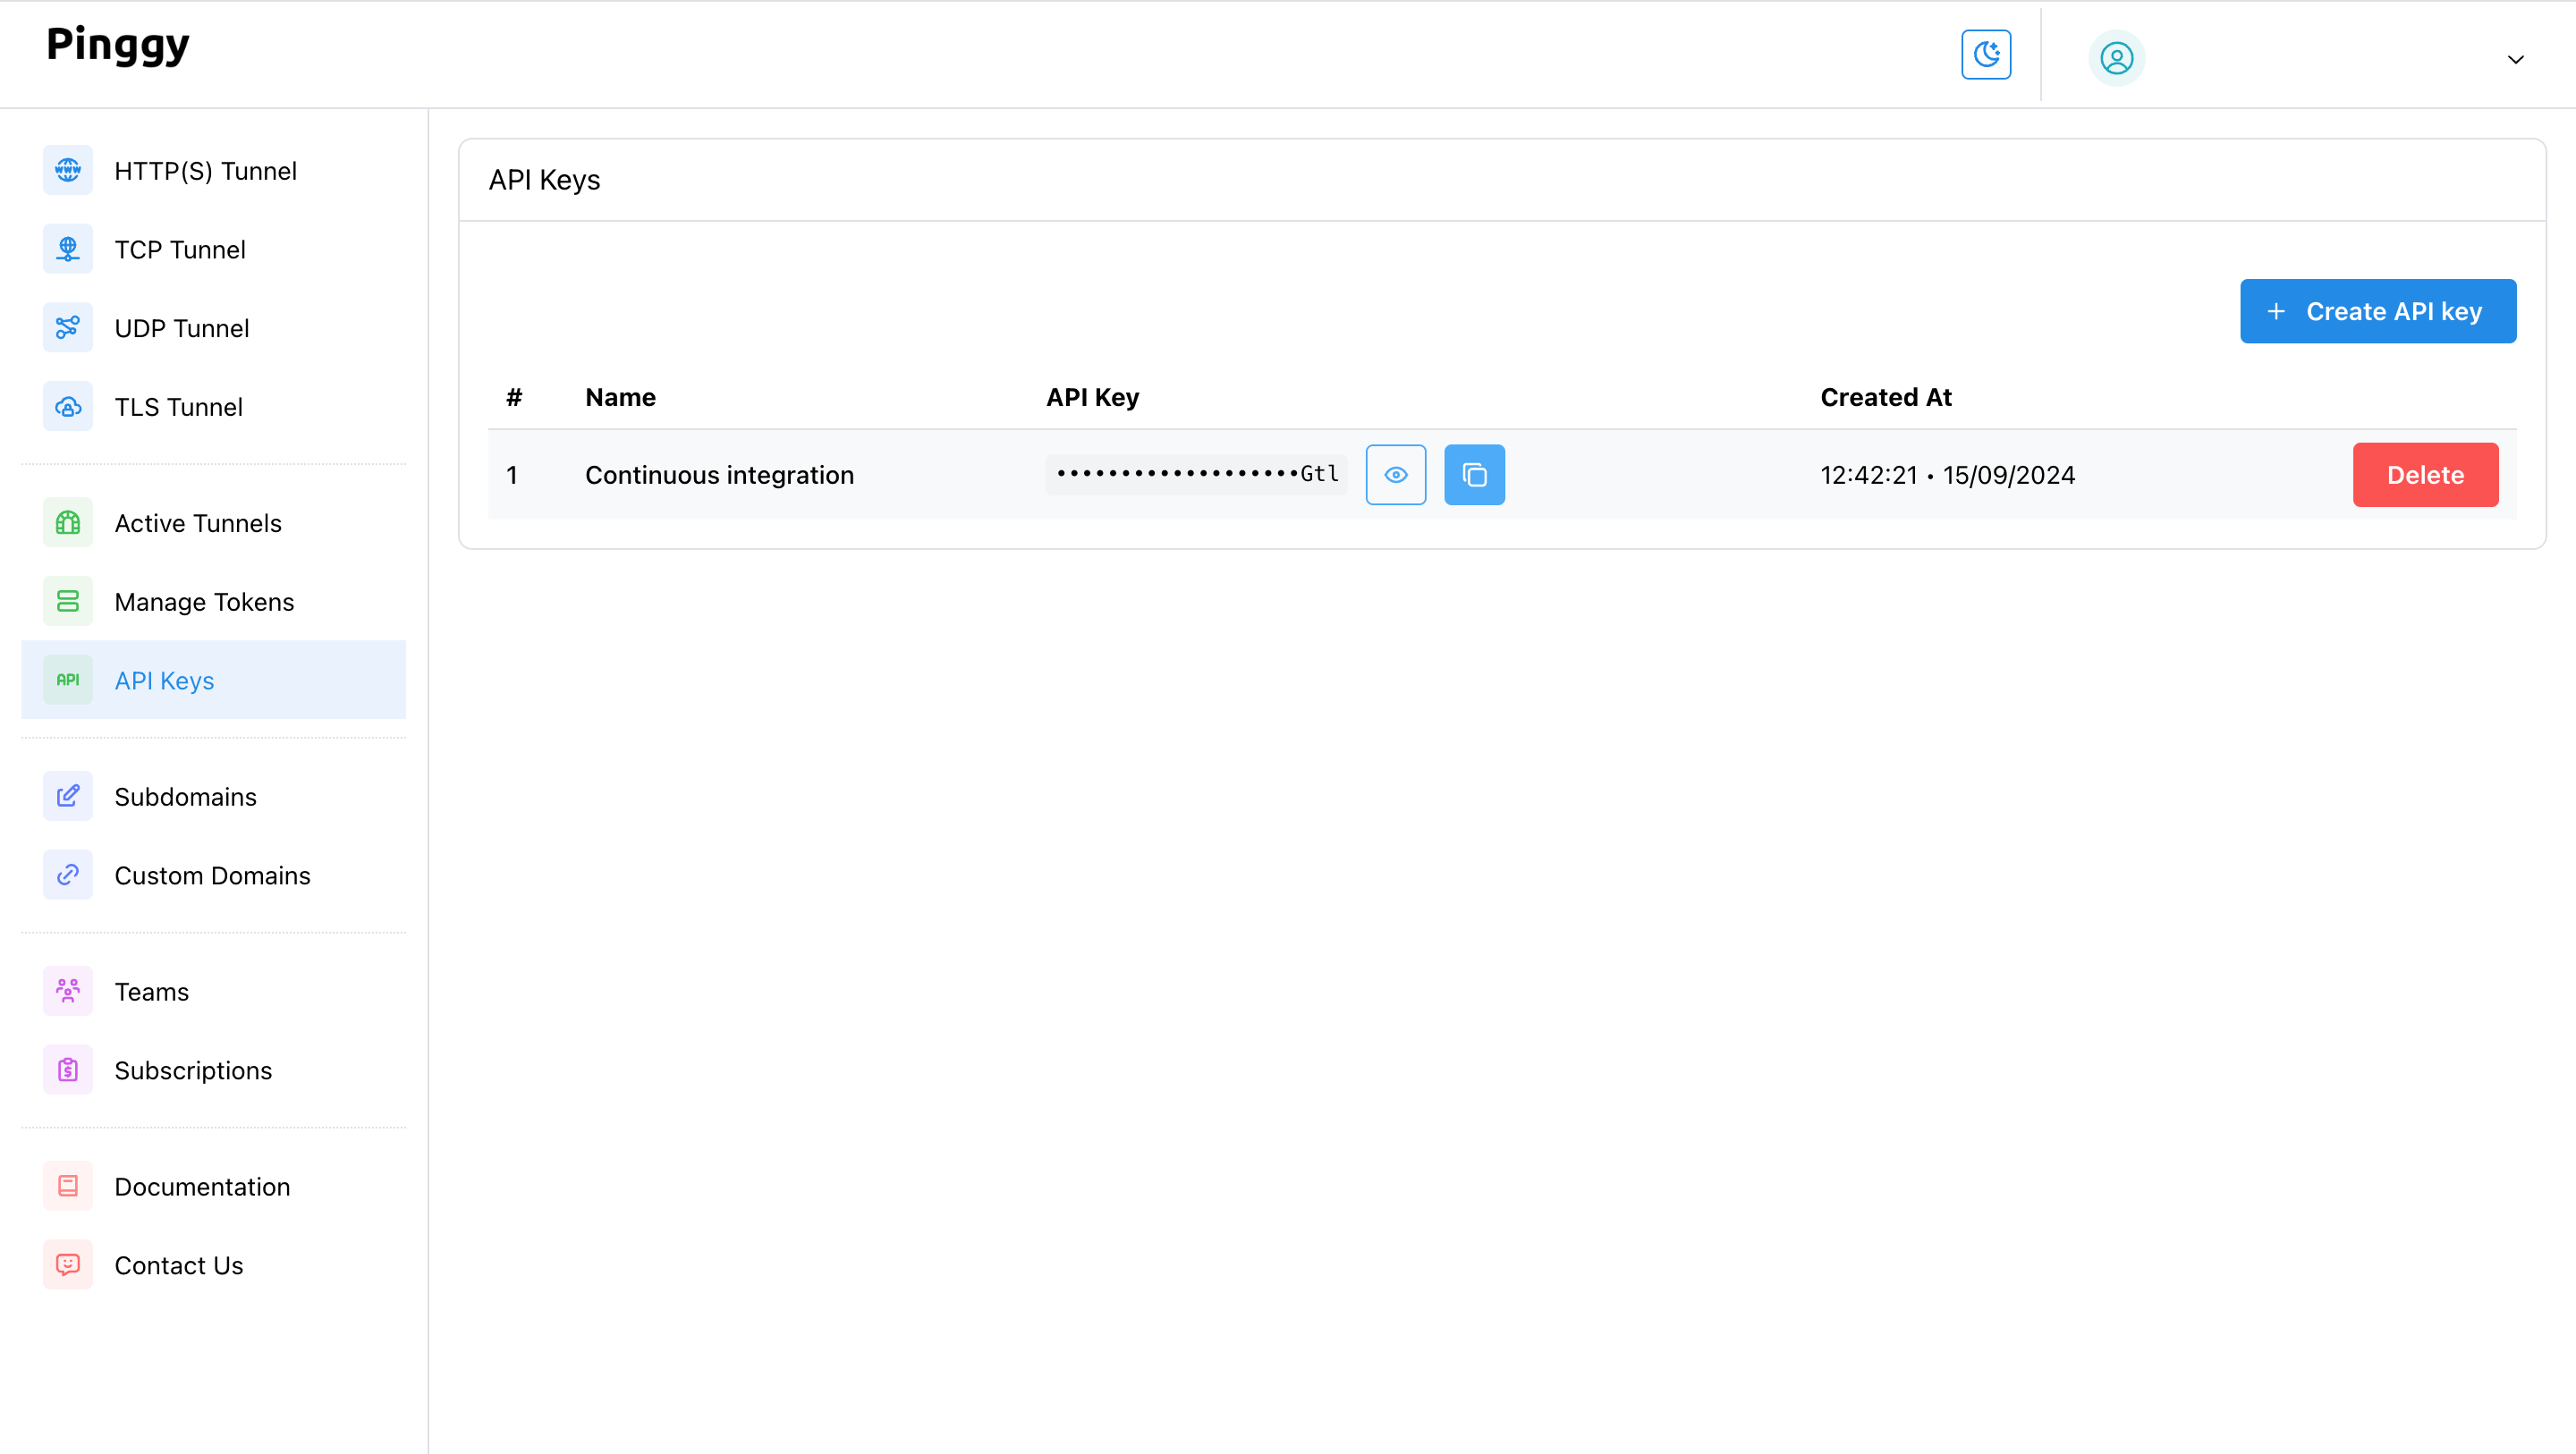 Pinggy
HTTP(S) Tunnel
TCP Tunnel
UDP Tunnel
TLS Tunnel
Active Tunnels
Manage Tokens
API API Keys
Subdomains
Custom Domains
Teams
Subscriptions
Documentation
Contact Us
API Keys
+ Create API key
# Name API Key Created At
1 Continuous integration •••••••••••••••••••Gtl 12:42:21 • 15/09/2024 Delete